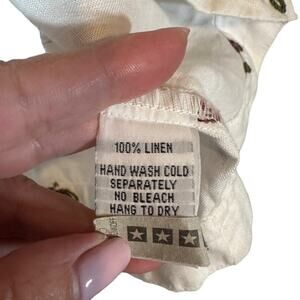 100% LINEN
HAND WASH COLD
SEPARATELY
NO BLEACH
HANG TO DRY